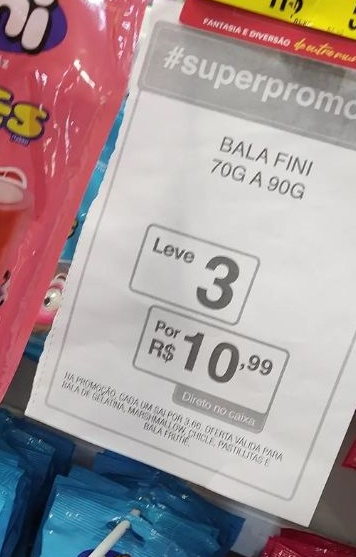 FANTASIA E DIVERSÃO
#superpromo
BALA FINI
70G A 90G
Leve
3
Por
R$ 10,99
Direto no caixa
NA PROMOÇÃO, CADA UM SAI POR 3,66. OFERTA VÁLIDA PARA
BALA DE GELATINA, MARSHMALLOW, CHICLE, PASTILLITAS E
BALA FRUTIE